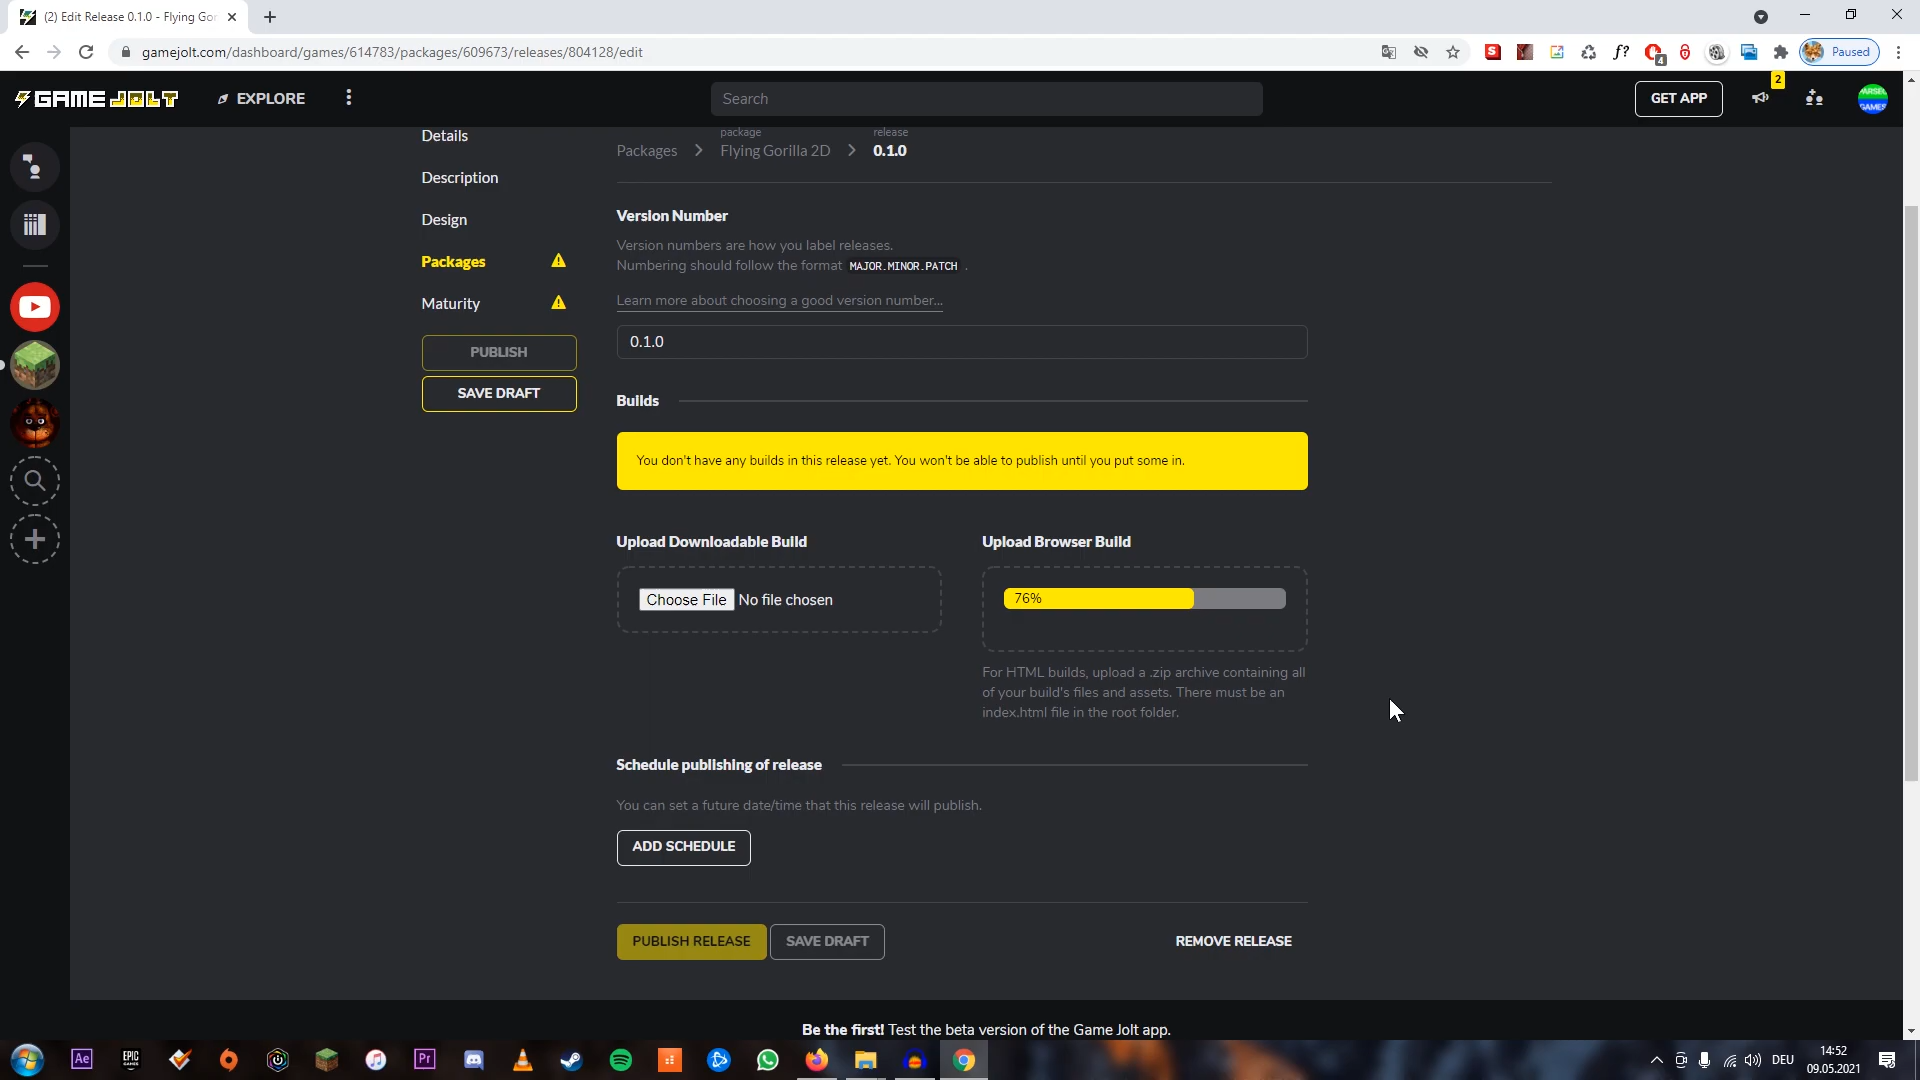 (2) Edit Release 0.1.0 - Flying Gor
gamejolt.com/dashboard/games/614783/packages/609673/releases/804128/edit
S
f?
4
Paused
GAME JOLT
EXPLORE
Search
GET APP
2
GAMES
Details
Description
Design
Packages
Maturity
PUBLISH
SAVE DRAFT
package
release
Packages
Flying Gorilla 2D
0.1.0
Version Number
Version numbers are how you label releases.
Numbering should follow the format MAJOR.MINOR.PATCH .
Learn more about choosing a good version number...
0.1.0
Builds
You don't have any builds in this release yet. You won't be able to publish until you put some in.
Upload Downloadable Build
Upload Browser Build
Choose File No file chosen
76%
For HTML builds, upload a .zip archive containing all
of your build's files and assets. There must be an
index.html file in the root folder.
Schedule publishing of release
You can set a future date/time that this release will publish.
ADD SCHEDULE
PUBLISH RELEASE
SAVE DRAFT
REMOVE RELEASE
Be the first! Test the beta version of the Game Jolt app.
Ae
EPIC
GAMES
Pr
DEU
14:52
09.05.2021